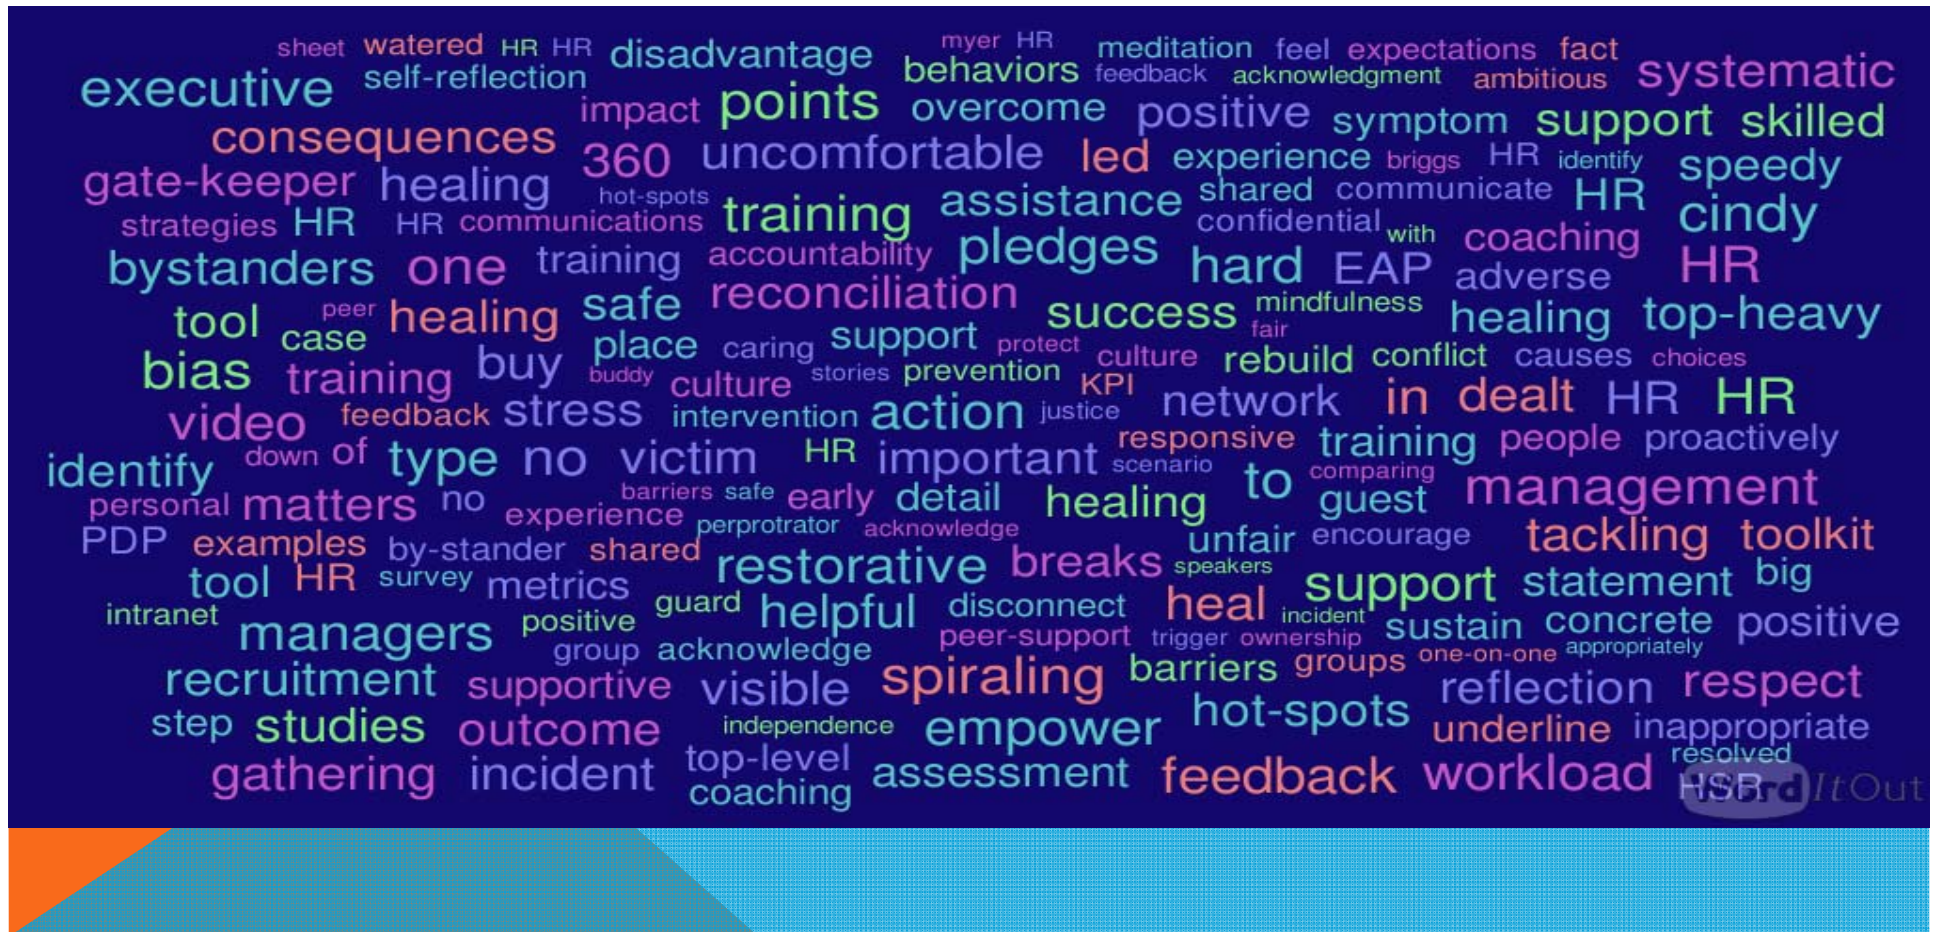 sheet watered HR HR disadvantage myer HR meditation feel expectations fact
executive self-reflection behaviors feedback acknowledgment ambitious systematic
impact points overcome positive symptom support skilled
consequences 360 uncomfortable led experience briggs HR identify speedy
gate-keeper healing hot-spots training assistance shared communicate HR cindy
strategies HR HR communications confidential with coaching
bystanders one training accountability pledges hard EAP adverse HR
tool peer healing safe reconciliation success mindfulness healing top-heavy
case place caring support protect fair culture rebuild conflict causes choices
bias training buy buddy culture stories prevention KPI
video feedback stress intervention action justice network in dealt HR HR
identify down of type no victim HR important responsive scenario training people proactively
to comparing
personal matters no experience barriers safe early detail healing guest management
PDP examples by-stander shared perprotrator acknowledge unfair encourage tackling toolkit
tool HR survey metrics restorative breaks speakers support statement big
intranet managers positive guard helpful disconnect heal incident sustain concrete positive
group acknowledge peer-support trigger ownership one-on-one appropriately
recruitment supportive visible spiraling barriers groups reflection respect
step studies outcome independence empower hot-spots underline inappropriate
gathering incident top-level coaching assessment feedback workload resolved
HSR
WordItOut